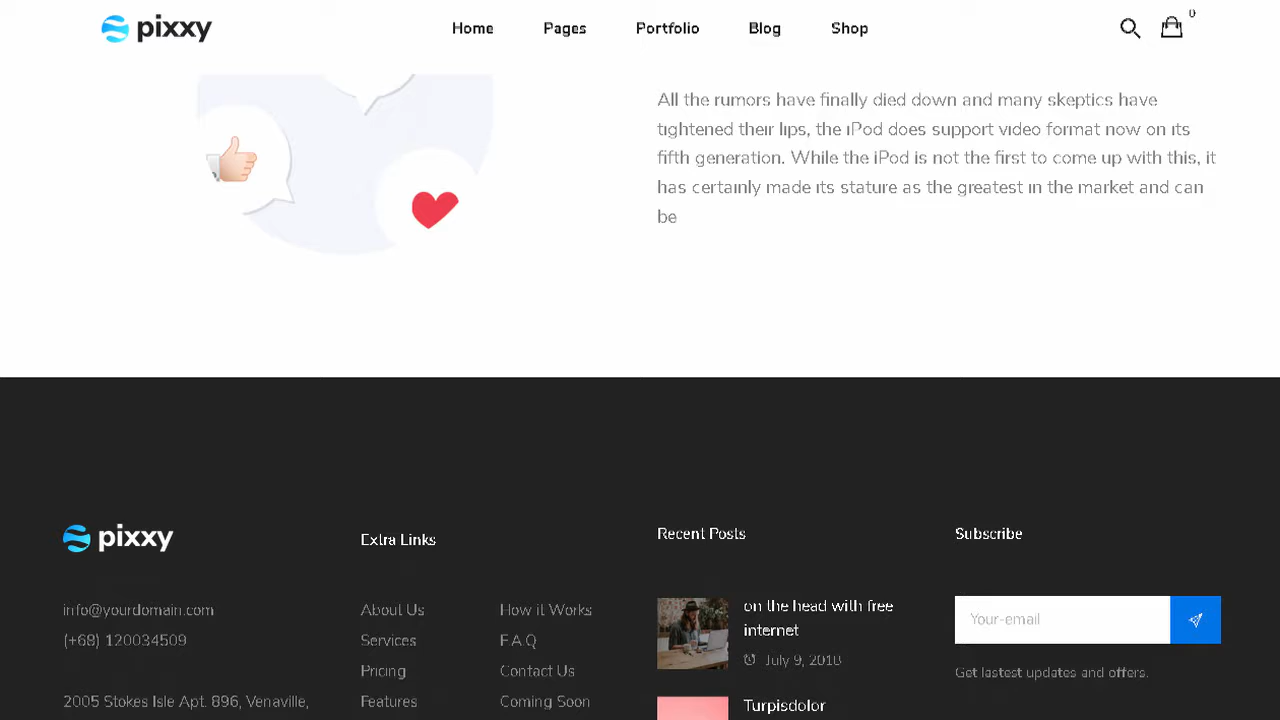 pixxy
Home Pages Portfolio Blog Shop
0
All the rumors have finally died down and many skeptics have
tightened their lips, the iPod does support video format now on its
fifth generation. While the iPod is not the first to come up with this, it
has certainly made its stature as the greatest in the market and can
be
pixxy
info@yourdomain.com
(+68) 120034509
2005 Stokes Isle Apt. 896, Venaville,
Extra Links
About Us
Services
Pricing
Features
How it Works
F.A.Q
Contact Us
Coming Soon
Recent Posts
on the head with free
internet
July 9, 2018
Turpisdolor
Subscribe
Your-email
Get lastest updates and offers.